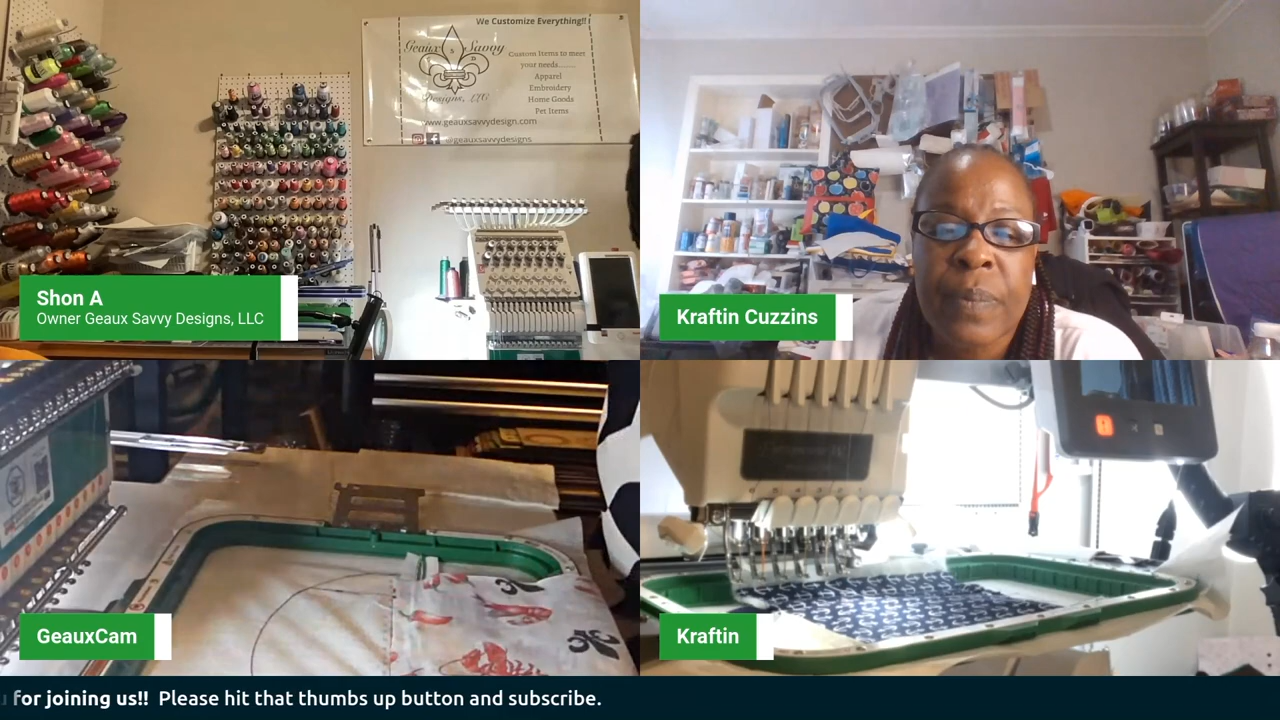 We Customize Everything!!
Geaux Savvy
Designs, LLC
Custom Items to meet
your needs........
Apparel
Embroidery
Home Goods
Pet Items
www.geauxsavvydesign.com
@geauxsavvydesigns
Shon A
Owner Geaux Savvy Designs, LLC
Kraftin Cuzzins
GeauxCam
Kraftin
for joining us!! Please hit that thumbs up button and subscribe.